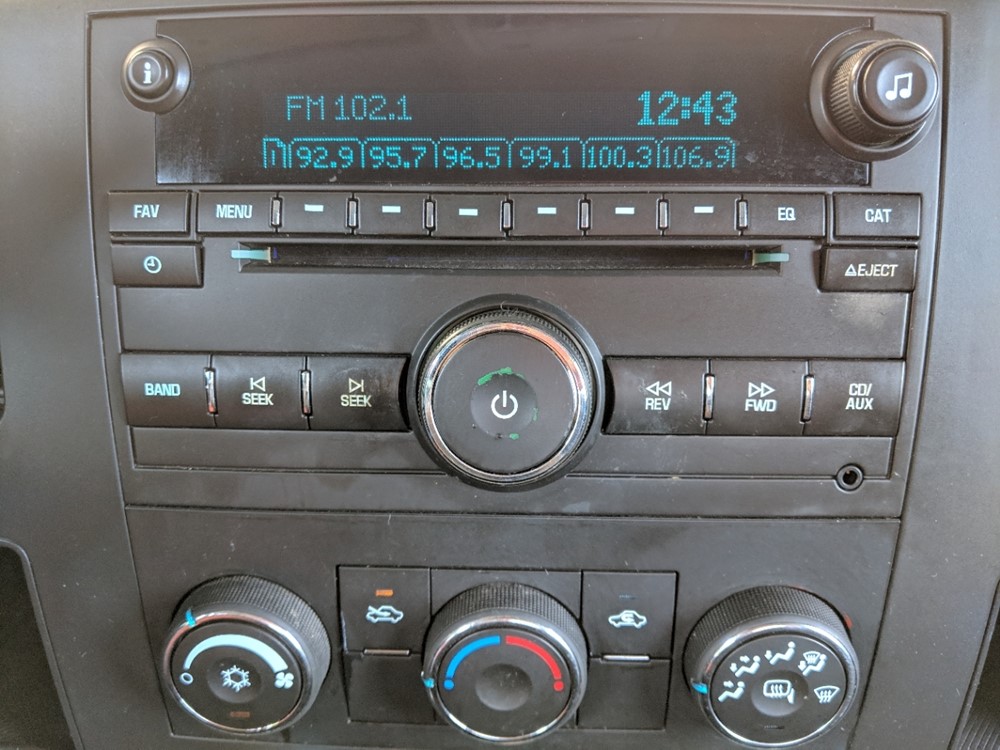 i
FM 102.1 12:43
1 92.9 95.7 96.5 99.1 100.3 106.9
FAV MENU EQ CAT
EJECT
BAND SEEK SEEK REV FWD CD/
AUX